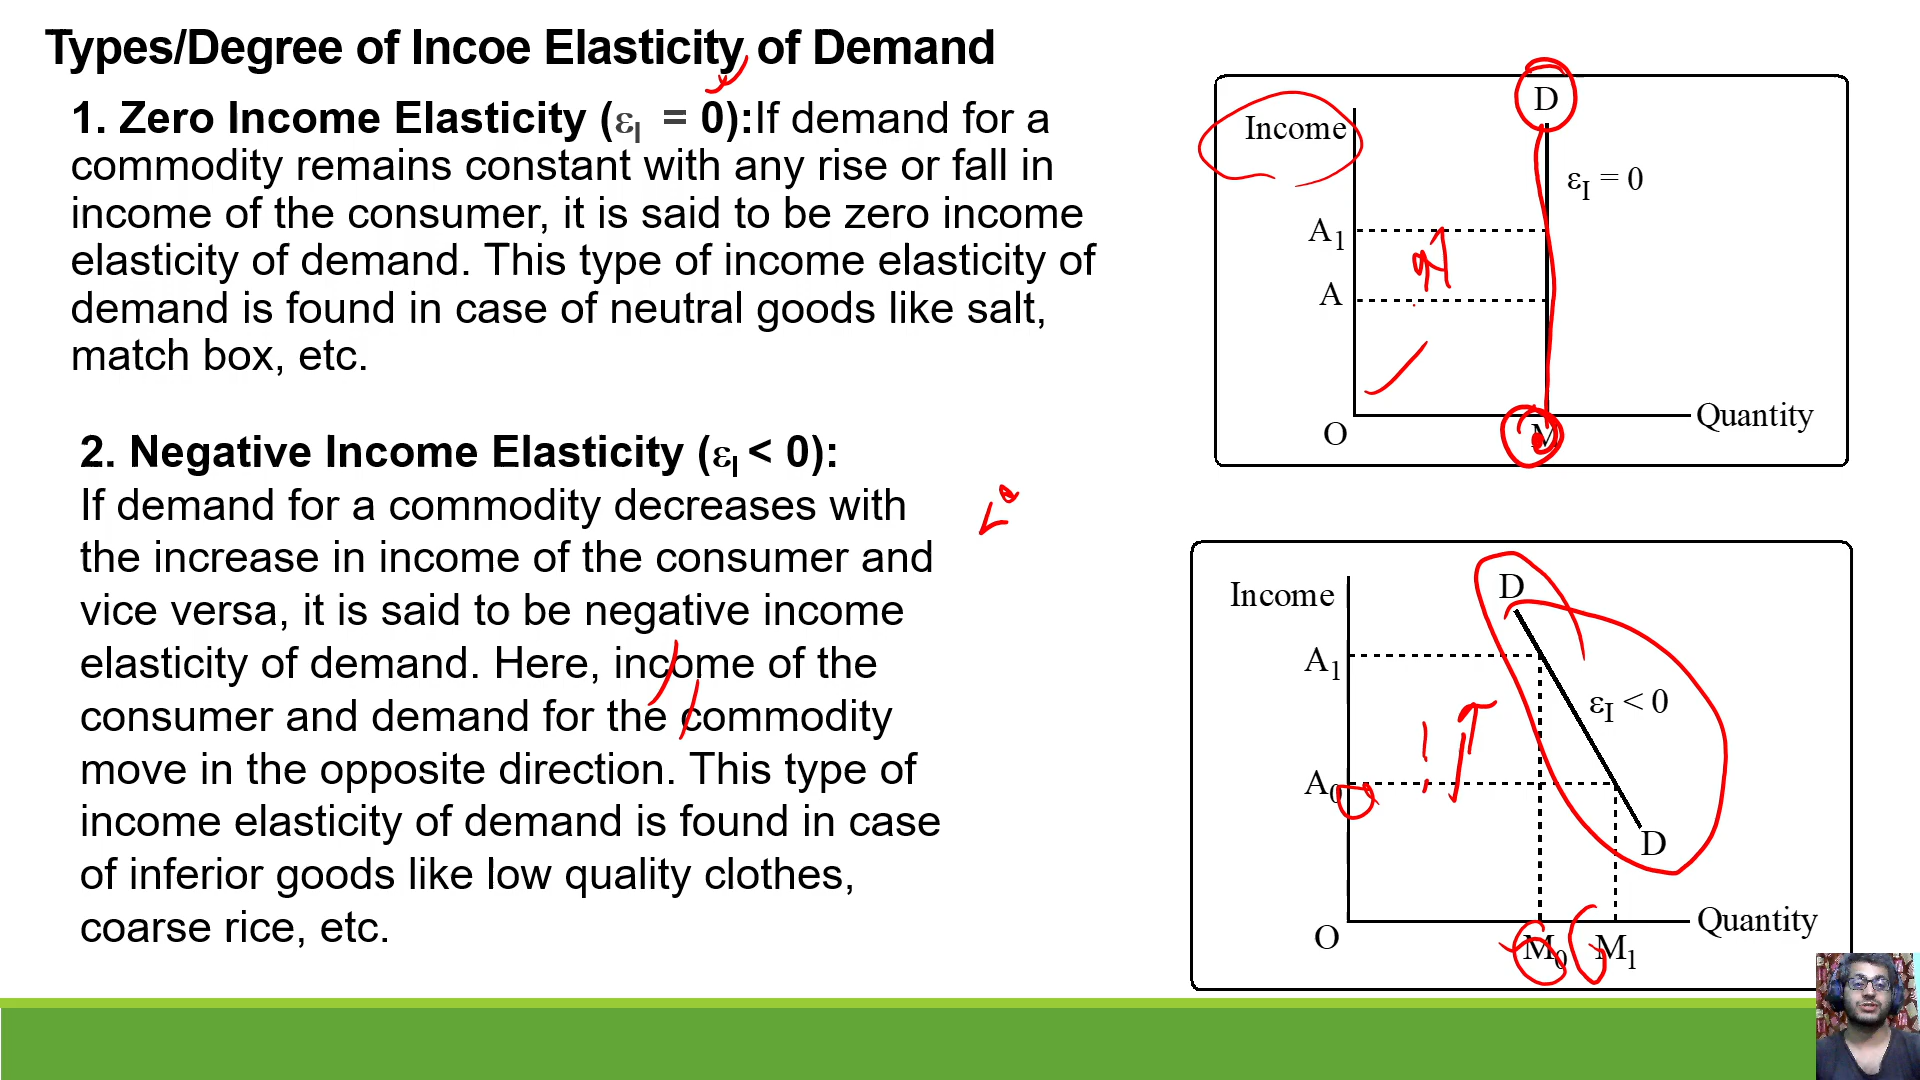 Types/Degree of Incoe Elasticity of Demand
1. Zero Income Elasticity (εI = 0):If demand for a
commodity remains constant with any rise or fall in
income of the consumer, it is said to be zero income
elasticity of demand. This type of income elasticity of
demand is found in case of neutral goods like salt,
match box, etc.
2. Negative Income Elasticity (εI < 0):
If demand for a commodity decreases with
the increase in income of the consumer and
vice versa, it is said to be negative income
elasticity of demand. Here, income of the
consumer and demand for the commodity
move in the opposite direction. This type of
income elasticity of demand is found in case
of inferior goods like low quality clothes,
coarse rice, etc.
D
Income
εI = 0
A1
A
O
M
Quantity
D
Income
A1
εI < 0
A0
D
O
M0
M1
Quantity